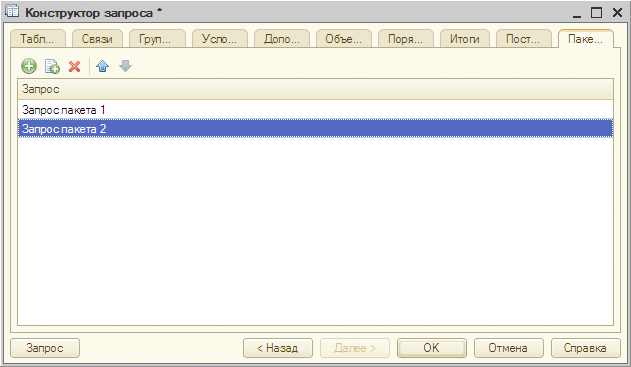 Конструктор запроса *
Табл... Связи Груп... Усло... Допо... Объе... Поря... Итоги Пост... Паке...
Запрос
Запрос пакета 1
Запрос пакета 2
Запрос < Назад Далее > OK Отмена Справка